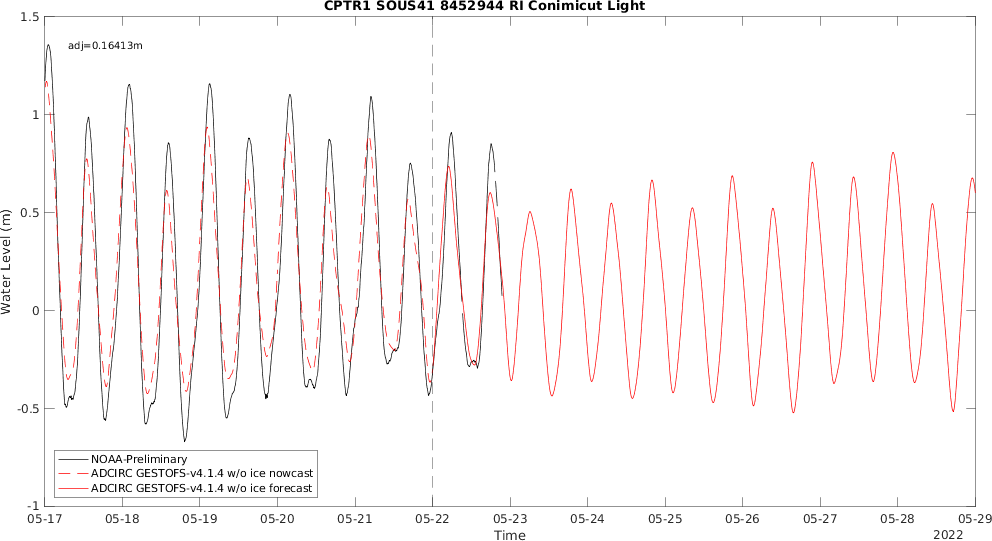 CPTR1 SOUS41 8452944 RI Conimicut Light
adj=0.16413m
1.5
1
0.5
0
-0.5
-1
Water Level (m)
NOAA-Preliminary
ADCIRC GESTOFS-v4.1.4 w/o ice nowcast
ADCIRC GESTOFS-v4.1.4 w/o ice forecast
05-17 05-18 05-19 05-20 05-21 05-22 05-23 05-24 05-25 05-26 05-27 05-28 05-29
Time
2022